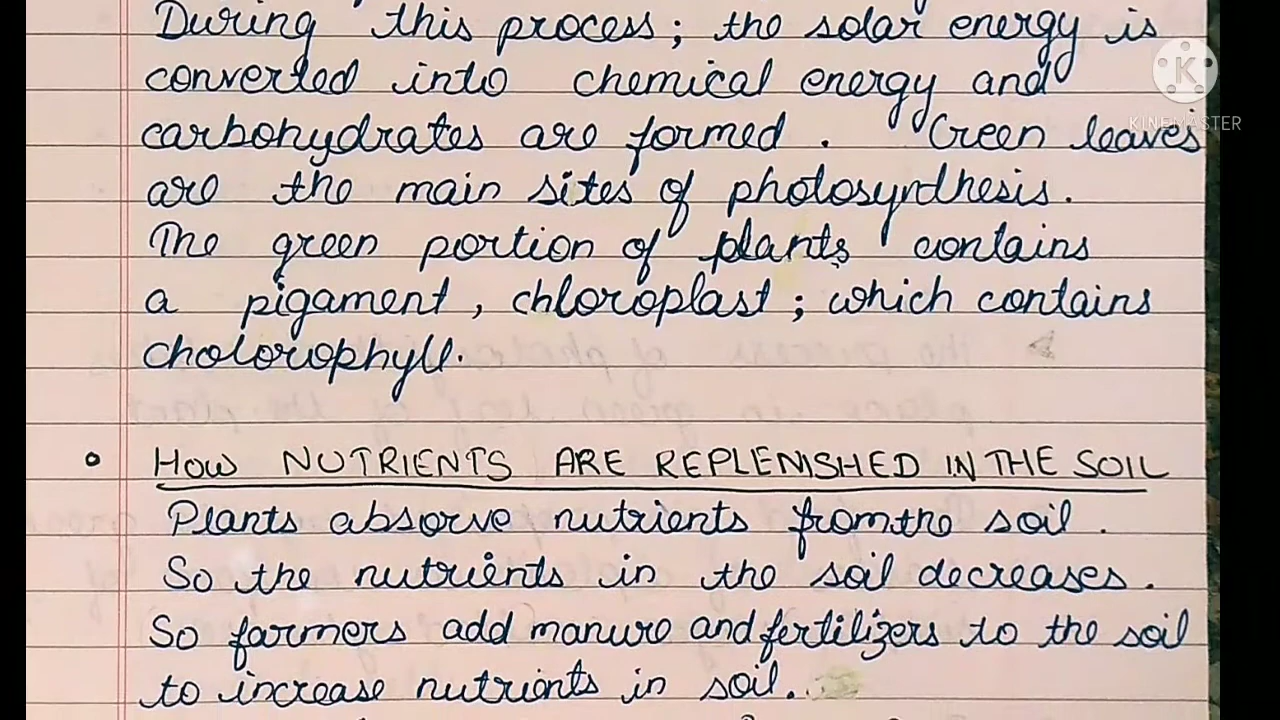 During this process; the solar energy is
converted into chemical energy and
KINEMASTER
carbohydrates are formed. Green leaves
are the main sites of photosynthesis.
The green portion of plants contains
a pigament, chloroplast; which contains
cholorophyll.
• HOW NUTRIENTS ARE REPLENISHED IN THE SOIL
Plants absorve nutrients from the soil.
So the nutrients in the soil decreases.
So farmers add manure and fertilizers to the soil
to increase nutrients in soil.